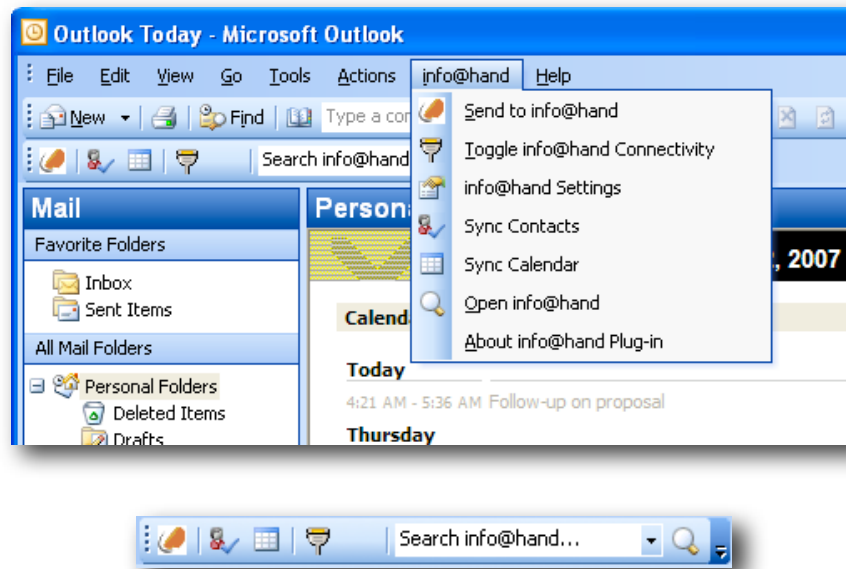 Outlook Today - Microsoft Outlook
File Edit View Go Tools Actions info@hand Help
New Find Type a cor
Search info@hand
Send to info@hand
Toggle info@hand Connectivity
info@hand Settings
Sync Contacts
Sync Calendar
Open info@hand
About info@hand Plug-in
Mail
Favorite Folders
Inbox
Sent Items
All Mail Folders
Personal Folders
Deleted Items
Drafts
Person
, 2007
Calend
Today
4:21 AM - 5:36 AM Follow-up on proposal
Thursday
Search info@hand...